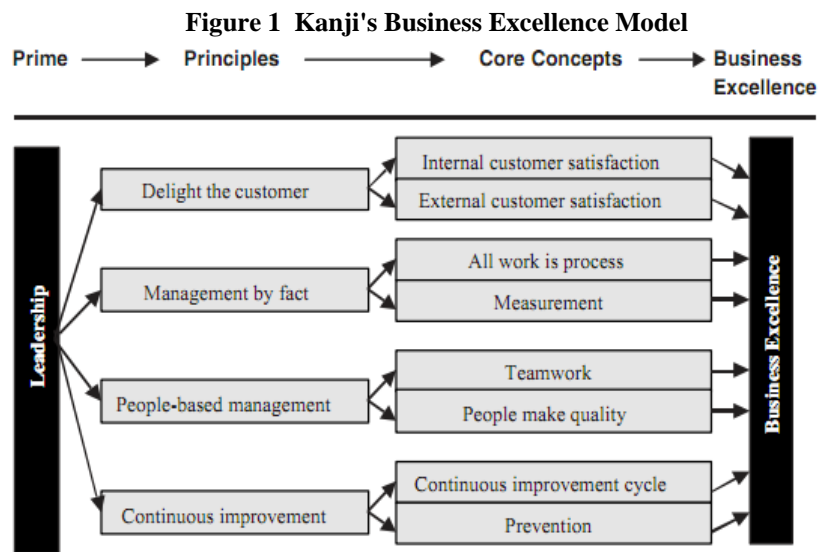 Figure 1 Kanji's Business Excellence Model
Prime Principles Core Concepts Business
Excellence
Leadership
Delight the customer
Internal customer satisfaction
External customer satisfaction
Management by fact
All work is process
Measurement
People-based management
Teamwork
People make quality
Continuous improvement
Continuous improvement cycle
Prevention
Business Excellence